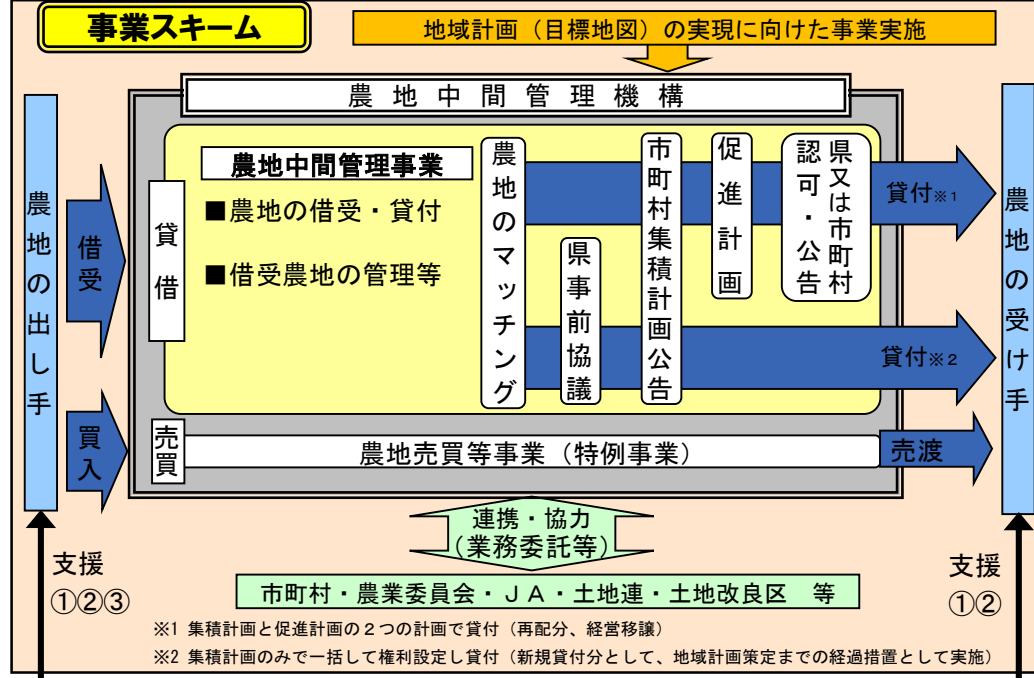 事業スキーム
地域計画（目標地図）の実現に向けた事業実施
農地中間管理機構
農地の出し手
借受
買入
貸借
農地中間管理事業
■農地の借受・貸付
■借受農地の管理等
農地のマッチング
県事前協議
市町村集積計画公告
促進計画
県又は市町村
認可・公告
貸付※1
貸付※2
農地の受け手
売買
農地売買等事業（特例事業）
売渡
連携・協力
（業務委託等）
支援
①②③
支援
①②
市町村・農業委員会・ＪＡ・土地連・土地改良区　等
※1 集積計画と促進計画の２つの計画で貸付（再配分、経営移譲）
※2 集積計画のみで一括して権利設定し貸付（新規貸付分として、地域計画策定までの経過措置として実施）